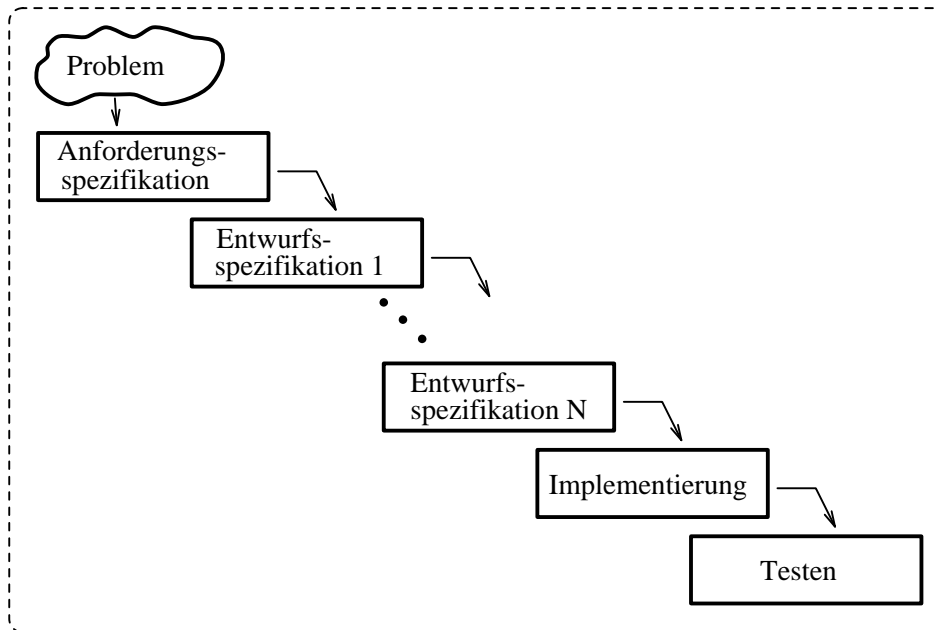 Problem
Anforderungs-
spezifikation
Entwurfs-
spezifikation 1
Entwurfs-
spezifikation N
Implementierung
Testen